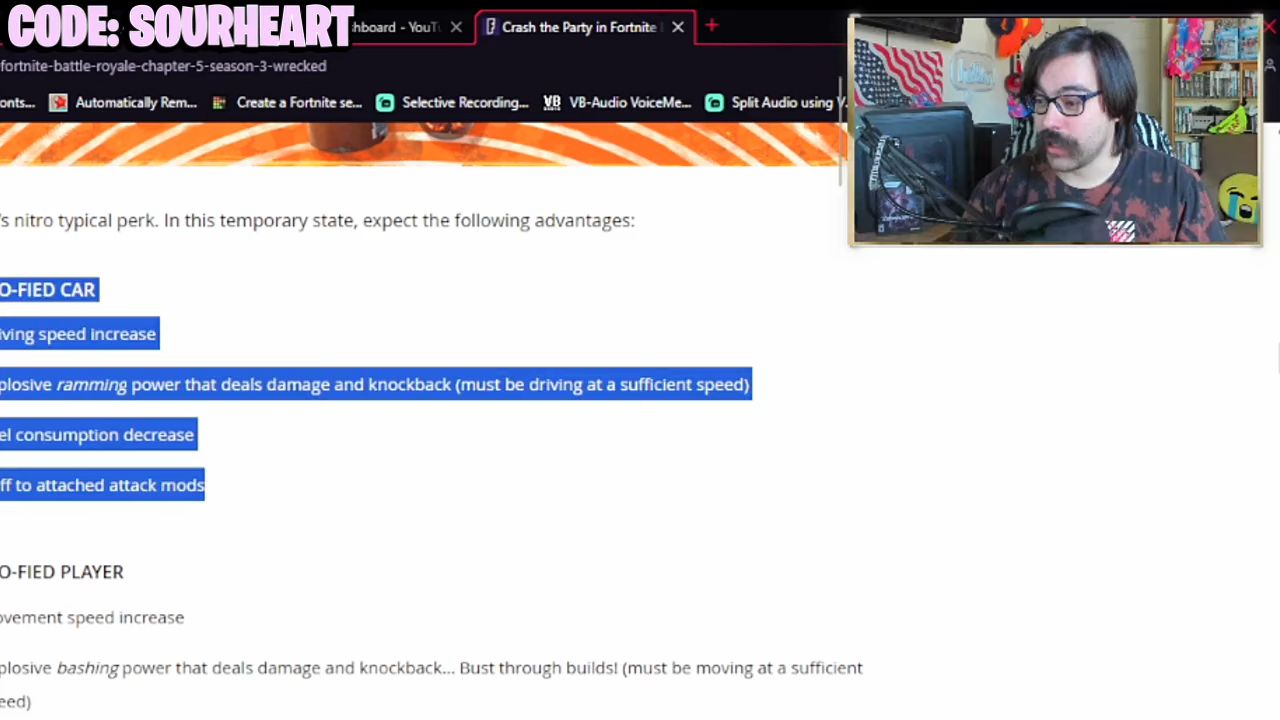 CODE: SOURHEART
hboard - YouTu
Crash the Party in Fortnite
fortnite-battle-royale-chapter-5-season-3-wrecked
onts...
Automatically Rem...
Create a Fortnite se...
Selective Recording...
VB
VB-Audio VoiceMe...
Split Audio using V
's nitro typical perk. In this temporary state, expect the following advantages:
O-FIED CAR
iving speed increase
plosive ramming power that deals damage and knockback (must be driving at a sufficient speed)
el consumption decrease
ff to attached attack mods
O-FIED PLAYER
ovement speed increase
plosive bashing power that deals damage and knockback... Bust through builds! (must be moving at a sufficient
eed)